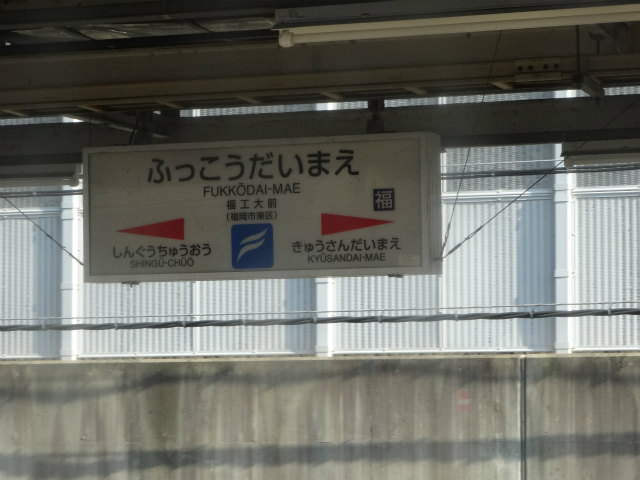 ふっこうだいまえ
FUKKŌDAI-MAE
福工大前
(福岡市東区)
福
しんぐうちゅうおう
SHINGŪ-CHŪŌ
きゅうさんだいまえ
KYŪSANDAI-MAE